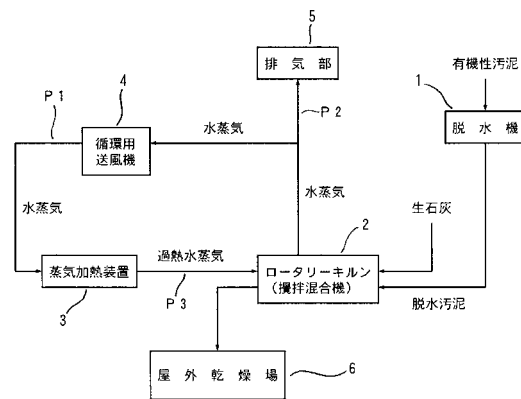 5
排気部
有機性汚泥
4
1
P1
P2
脱水機
水蒸気
循環用
送風機
水蒸気
水蒸気
生石灰
2
過熱水蒸気
蒸気加熱装置
ロータリーキルン
(攪拌混合機)
P3
3
脱水汚泥
屋外乾燥場
6